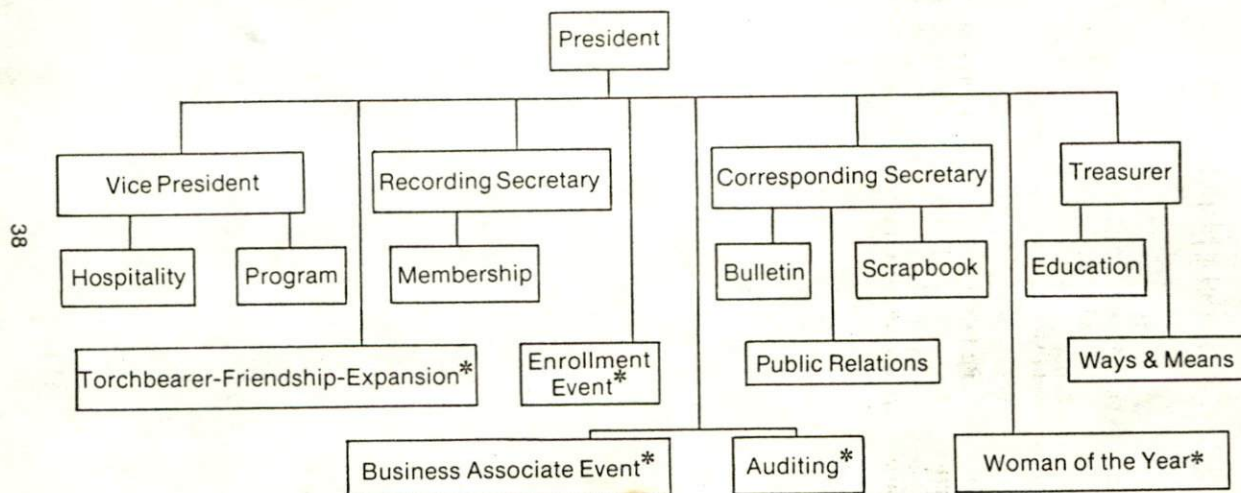 President
Vice President
Recording Secretary
Corresponding Secretary
Treasurer
Hospitality
Program
Membership
Bulletin
Scrapbook
Education
Torchbearer-Friendship-Expansion*
Enrollment
Event*
Public Relations
Ways & Means
Business Associate Event*
Auditing*
Woman of the Year*
38